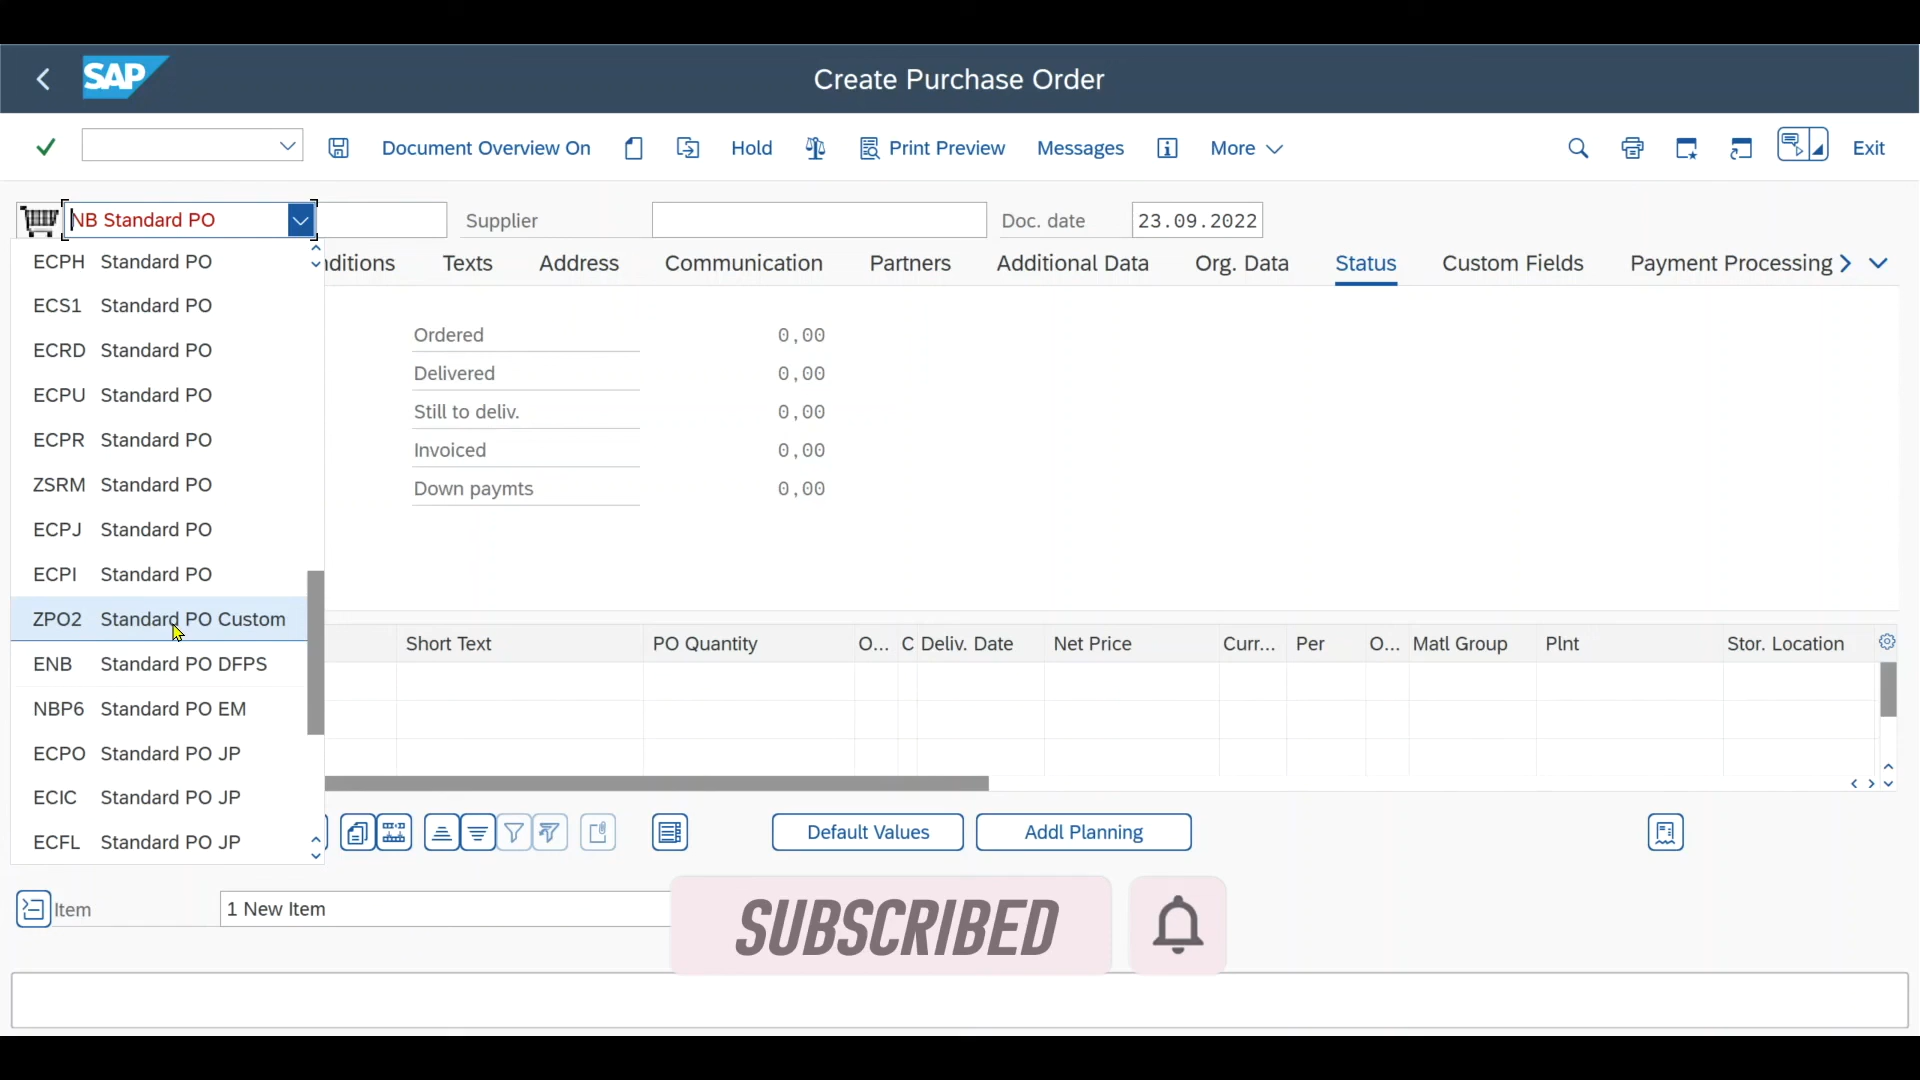 SAP
Create Purchase Order
Document Overview On
Hold
Print Preview
Messages
More
Exit
NB Standard PO
Supplier
Doc. date
23.09.2022
nditions
Texts
Address
Communication
Partners
Additional Data
Org. Data
Status
Custom Fields
Payment Processing
ECPH Standard PO
ECS1 Standard PO
ECRD Standard PO
ECPU Standard PO
ECPR Standard PO
ZSRM Standard PO
ECPJ Standard PO
ECPI Standard PO
ZPO2 Standard PO Custom
ENB Standard PO DFPS
NBP6 Standard PO EM
ECPO Standard PO JP
ECIC Standard PO JP
ECFL Standard PO JP
Ordered 0,00
Delivered 0,00
Still to deliv. 0,00
Invoiced 0,00
Down paymts 0,00
Short Text
PO Quantity
O...
C
Deliv. Date
Net Price
Curr...
Per
O...
Matl Group
Plnt
Stor. Location
Default Values
Addl Planning
Item
1 New Item
SUBSCRIBED